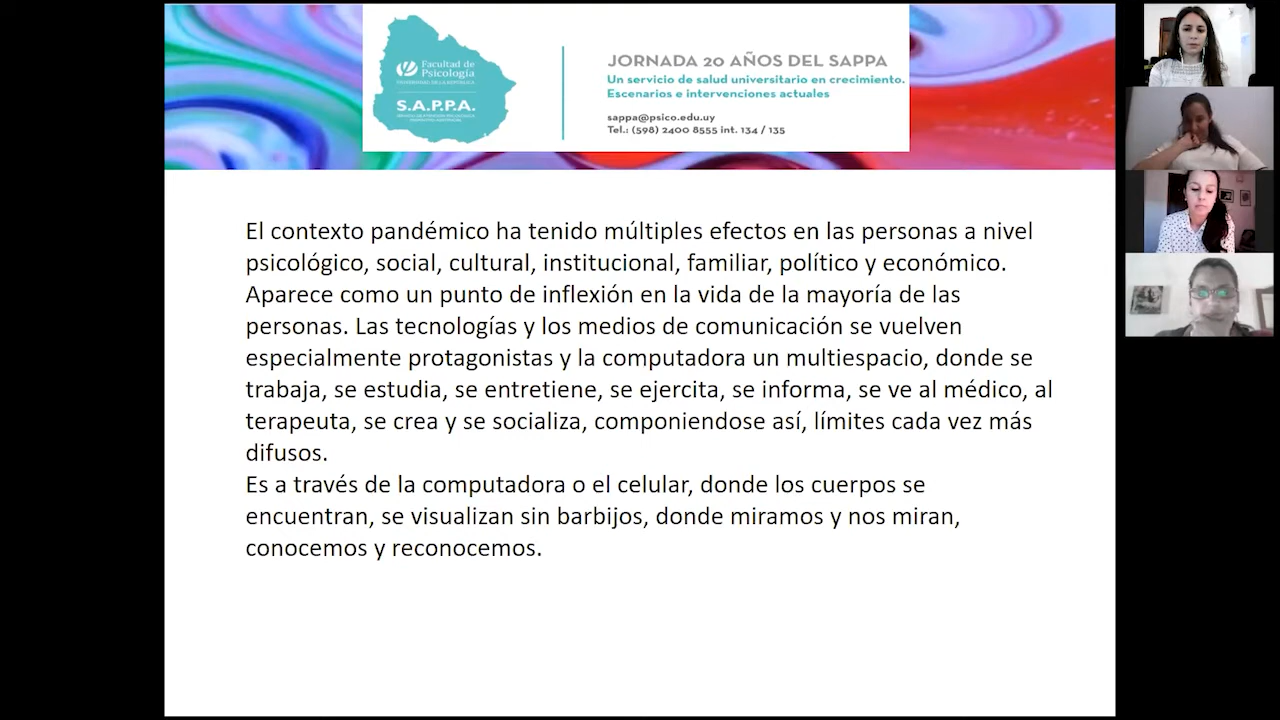 Facultad de
Psicología
UNIVERSIDAD DE LA REPÚBLICA
S.A.P.P.A.
JORNADA 20 AÑOS DEL SAPPA
Un servicio de salud universitario en crecimiento.
Escenarios e intervenciones actuales
sappa@psico.edu.uy
Tel.: (598) 2400 8555 int. 134 / 135
El contexto pandémico ha tenido múltiples efectos en las personas a nivel
psicológico, social, cultural, institucional, familiar, político y económico.
Aparece como un punto de inflexión en la vida de la mayoría de las
personas. Las tecnologías y los medios de comunicación se vuelven
especialmente protagonistas y la computadora un multiespacio, donde se
trabaja, se estudia, se entretiene, se ejercita, se informa, se ve al médico, al
terapeuta, se crea y se socializa, componiendose así, límites cada vez más
difusos.
Es a través de la computadora o el celular, donde los cuerpos se
encuentran, se visualizan sin barbijos, donde miramos y nos miran,
conocemos y reconocemos.